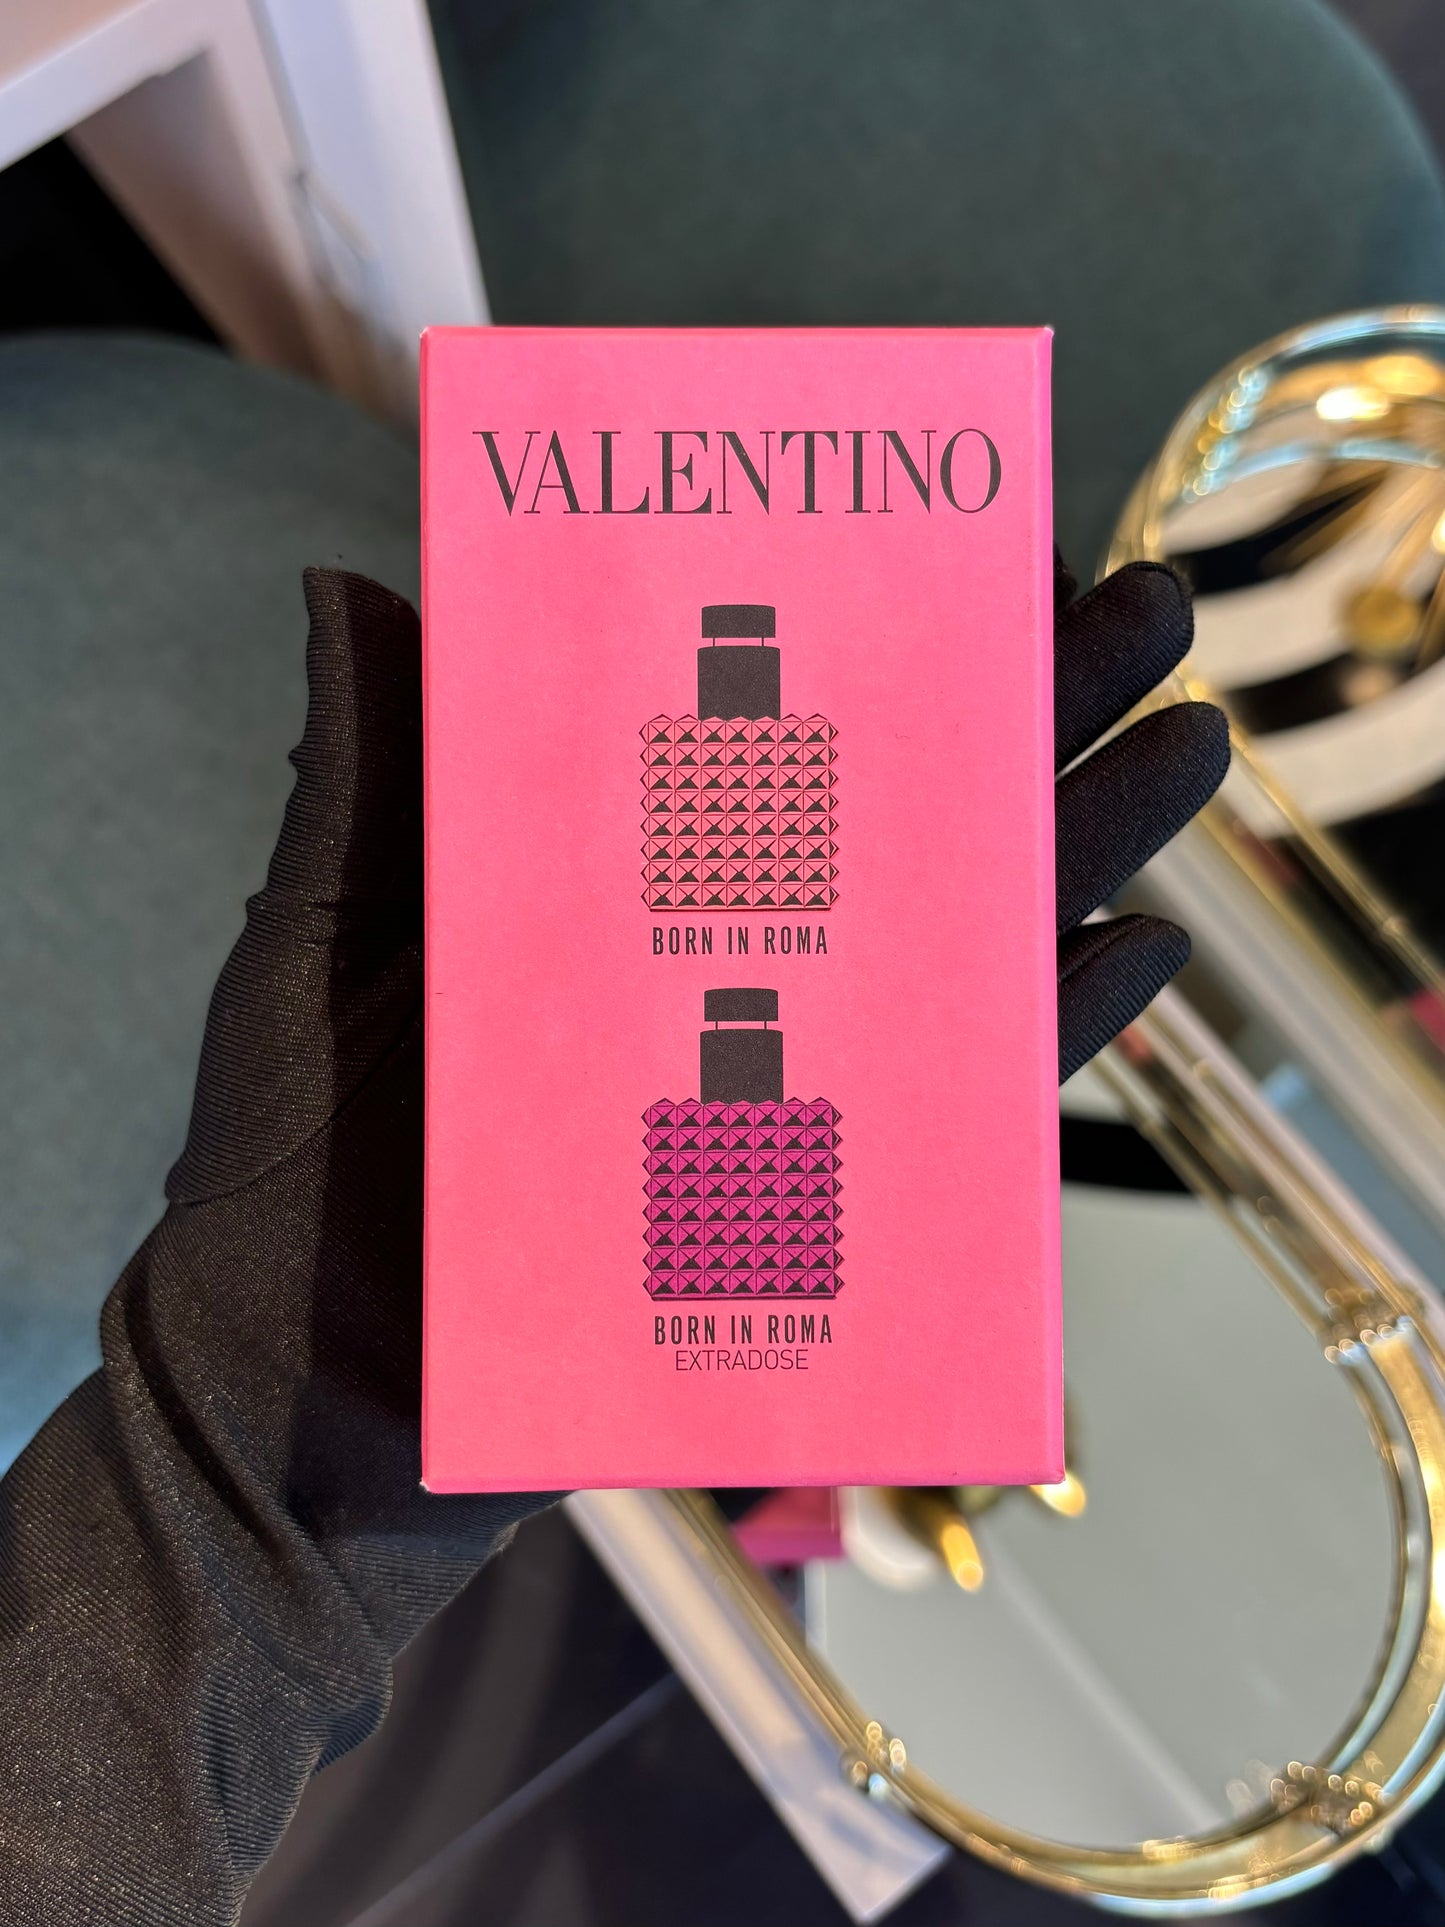 VALENTINO
BORN IN ROMA
BORN IN ROMA
EXTRADOSE